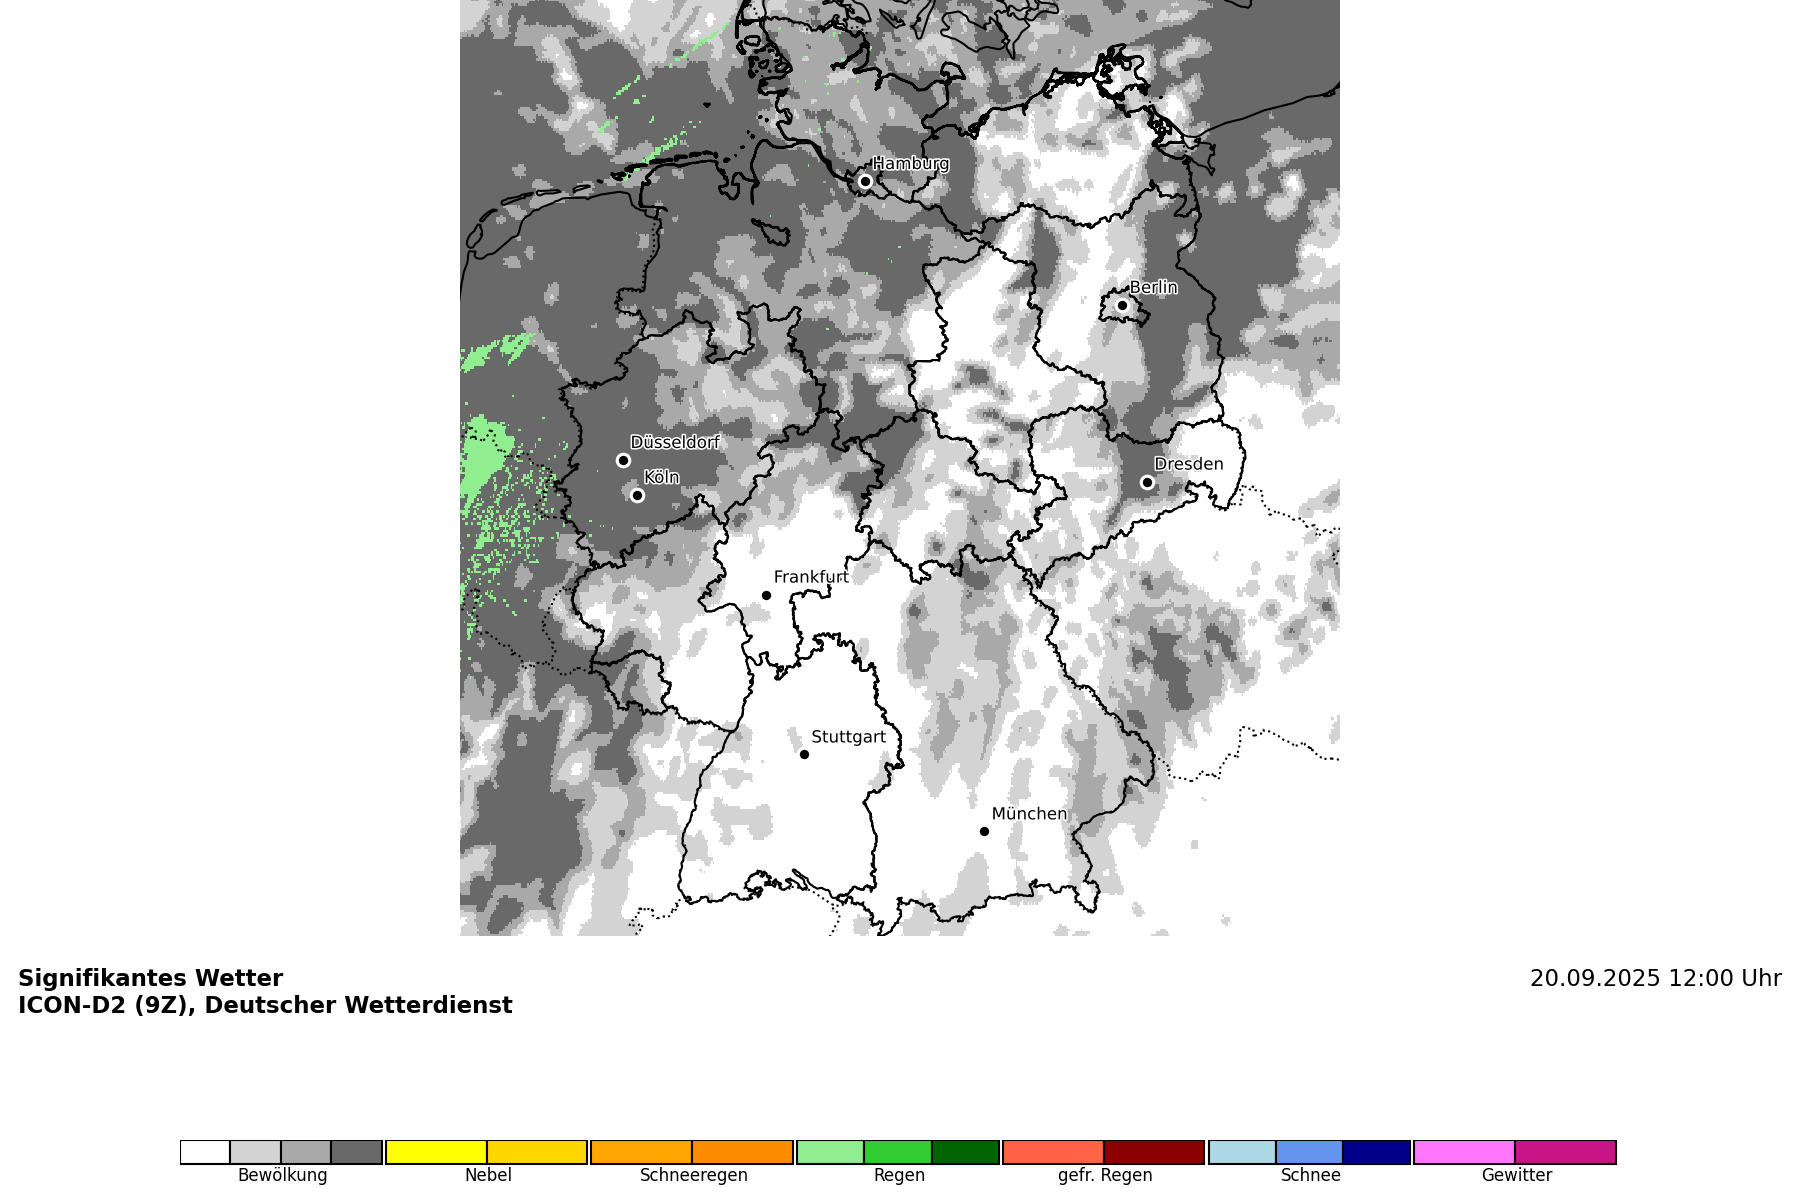 Hamburg
Berlin
Düsseldorf
Köln
Dresden
Frankfurt
Stuttgart
München
Signifikantes Wetter
20.09.2025 12:00 Uhr
ICON-D2 (9Z), Deutscher Wetterdienst
Bewölkung Nebel Schneeregen Regen gefr. Regen Schnee Gewitter